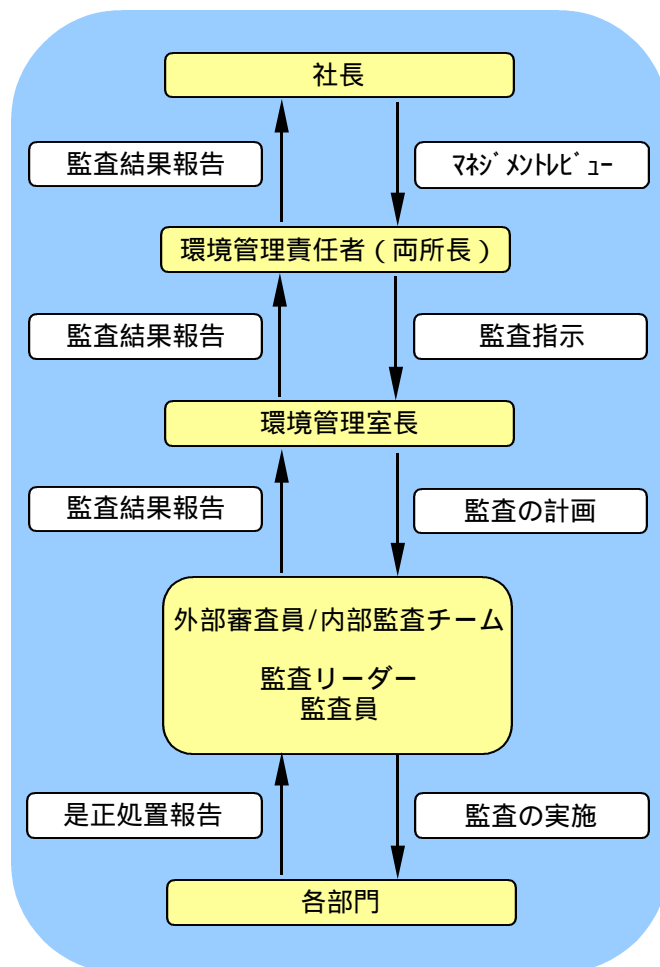 社長
監査結果報告
ﾏﾈｼﾞﾒﾝﾄﾚﾋﾞｭｰ
環境管理責任者(両所長)
監査結果報告
監査指示
環境管理室長
監査結果報告
監査の計画
外部審査員/内部監査チーム
監査リーダー
監査員
是正処置報告
監査の実施
各部門